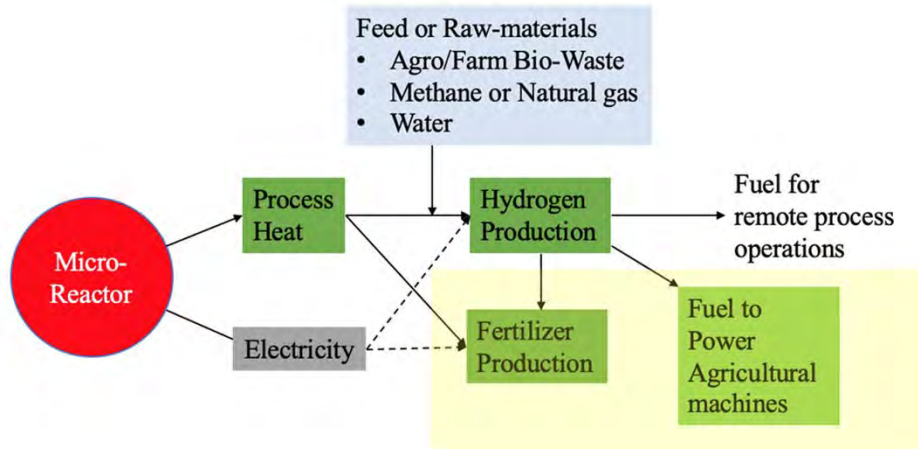 Feed or Raw-materials
• Agro/Farm Bio-Waste
• Methane or Natural gas
• Water
Process
Heat
Hydrogen
Production
Fuel for
remote process
operations
Micro-
Reactor
Electricity
Fertilizer
Production
Fuel to
Power
Agricultural
machines